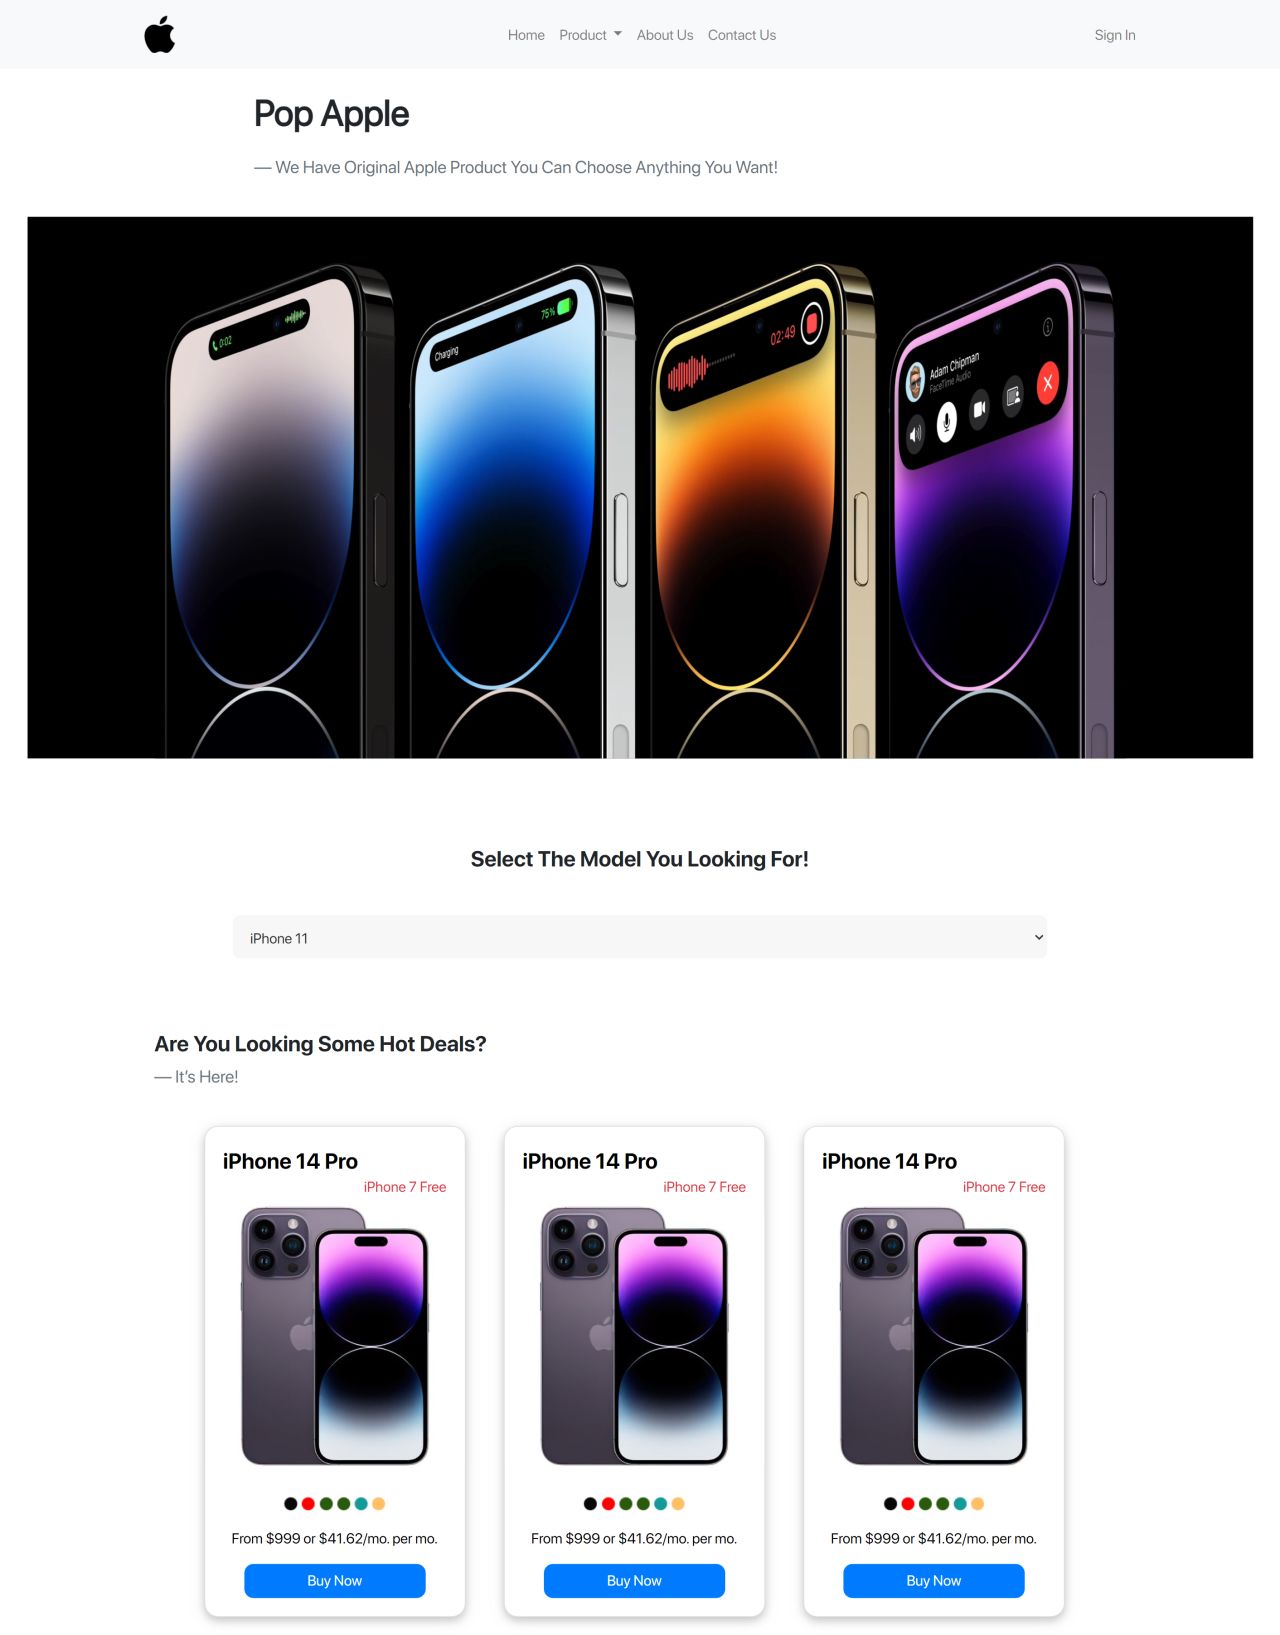 Home Product About Us Contact Us Sign In
Pop Apple
— We Have Original Apple Product You Can Choose Anything You Want!
0:02
Charging 75%
02:49
Adam Chipman
FaceTime Audio
Select The Model You Looking For!
iPhone 11
Are You Looking Some Hot Deals?
— It's Here!
iPhone 14 Pro
iPhone 7 Free
From $999 or $41.62/mo. per mo.
Buy Now
iPhone 14 Pro
iPhone 7 Free
From $999 or $41.62/mo. per mo.
Buy Now
iPhone 14 Pro
iPhone 7 Free
From $999 or $41.62/mo. per mo.
Buy Now